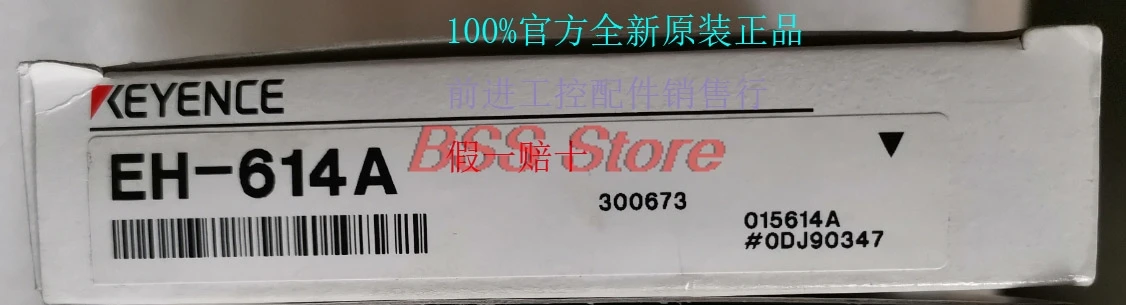 100%官方全新原装正品
KEYENCE
前进工控配件销售行
BSS Store
假一赔十
EH-614A
300673
015614A
#0DJ90347